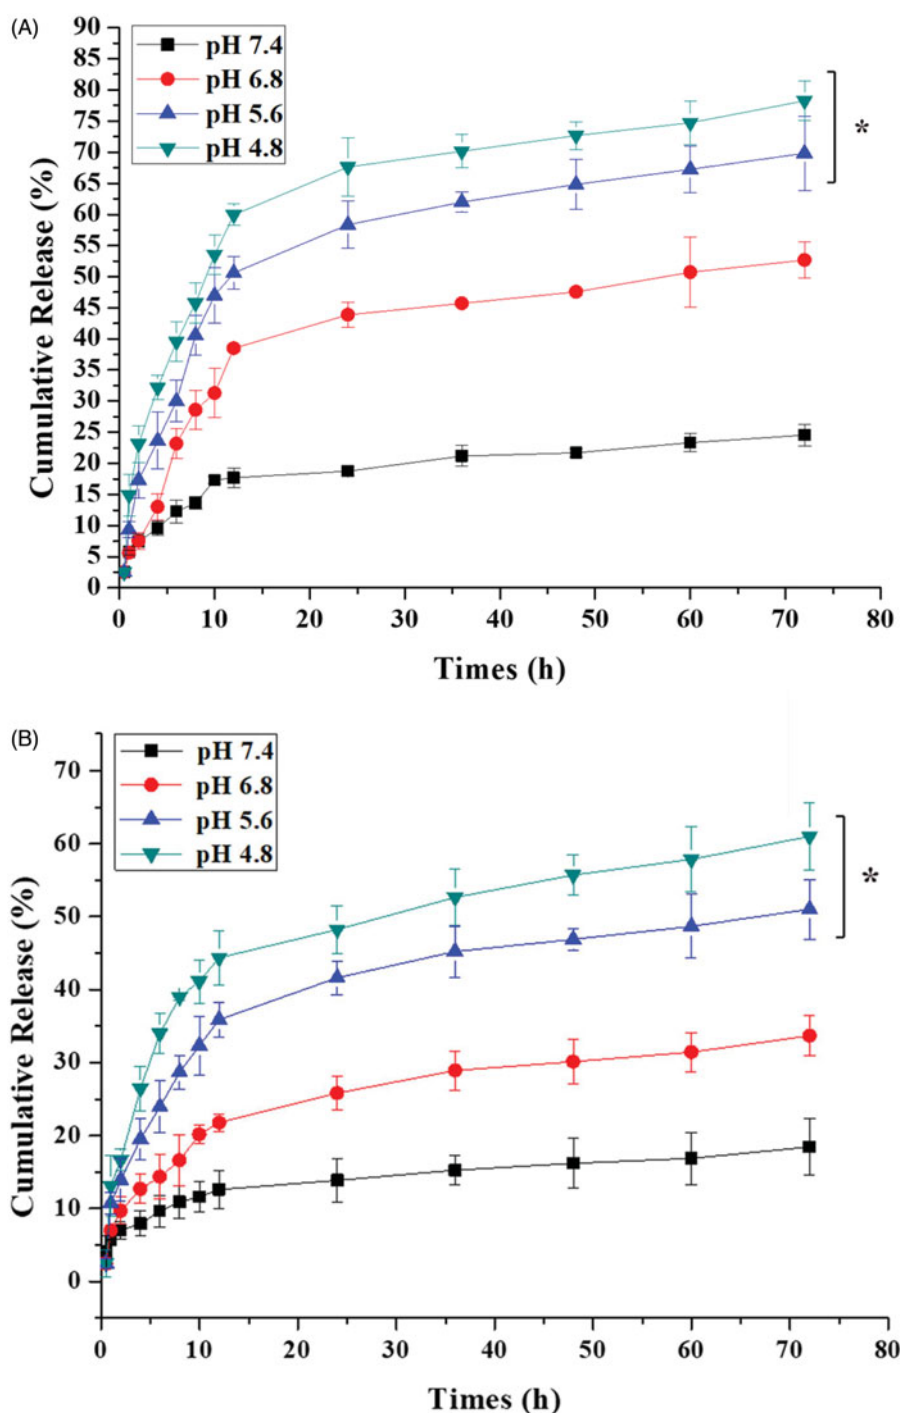 (A)
pH 7.4
pH 6.8
pH 5.6
pH 4.8
90
85
80
75
70
65
60
55
50
45
40
35
30
25
20
15
10
5
0
Cumulative Release (%)
*
0 10 20 30 40 50 60 70 80
Times (h)
(B)
pH 7.4
pH 6.8
pH 5.6
pH 4.8
70
60
50
40
30
20
10
0
Cumulative Release (%)
*
0 10 20 30 40 50 60 70 80
Times (h)